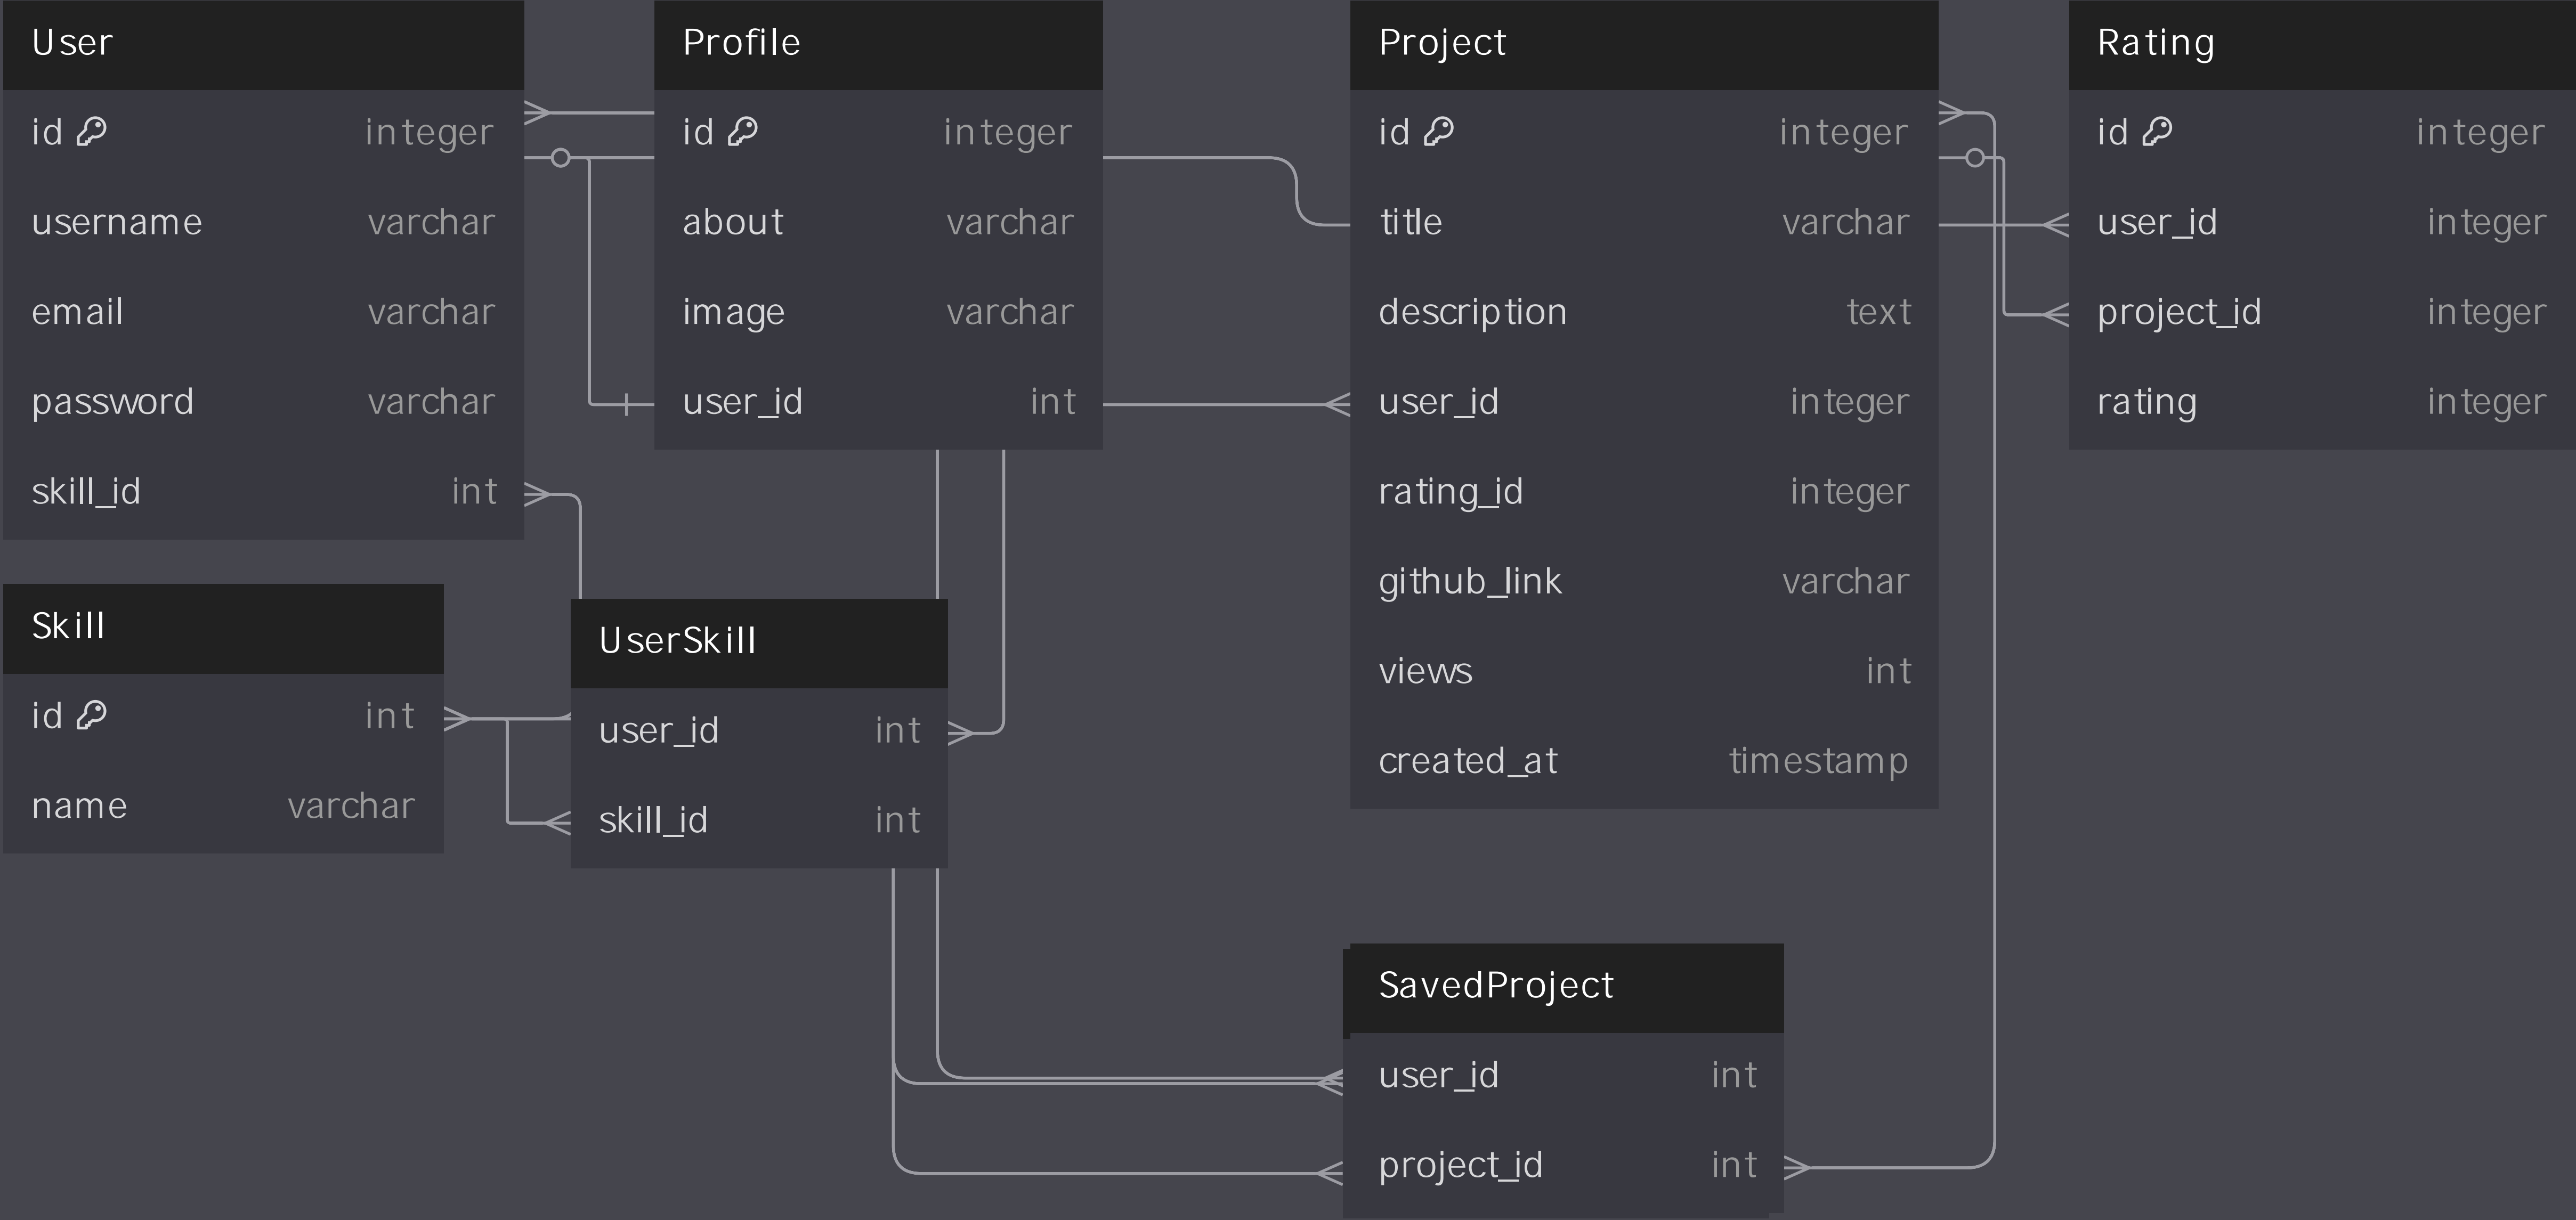 User
id integer
username varchar
email varchar
password varchar
skill_id int
Profile
id integer
about varchar
image varchar
user_id int
Project
id integer
title varchar
description text
user_id integer
rating_id integer
github_link varchar
views int
created_at timestamp
Rating
id integer
user_id integer
project_id integer
rating integer
Skill
id int
name varchar
UserSkill
user_id int
skill_id int
SavedProject
user_id int
project_id int